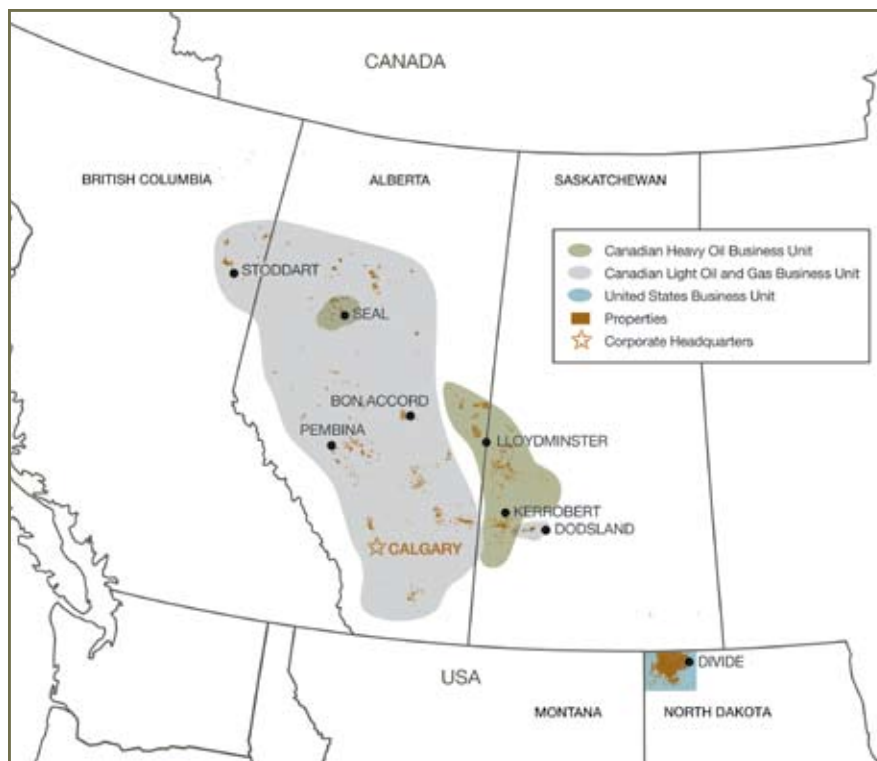 CANADA
BRITISH COLUMBIA
ALBERTA
SASKATCHEWAN
Canadian Heavy Oil Business Unit
Canadian Light Oil and Gas Business Unit
United States Business Unit
Properties
Corporate Headquarters
STODDART
SEAL
BON ACCORD
PEMBINA
LLOYDMINSTER
KERROBERT
DODSLAND
CALGARY
USA
DIVIDE
MONTANA
NORTH DAKOTA